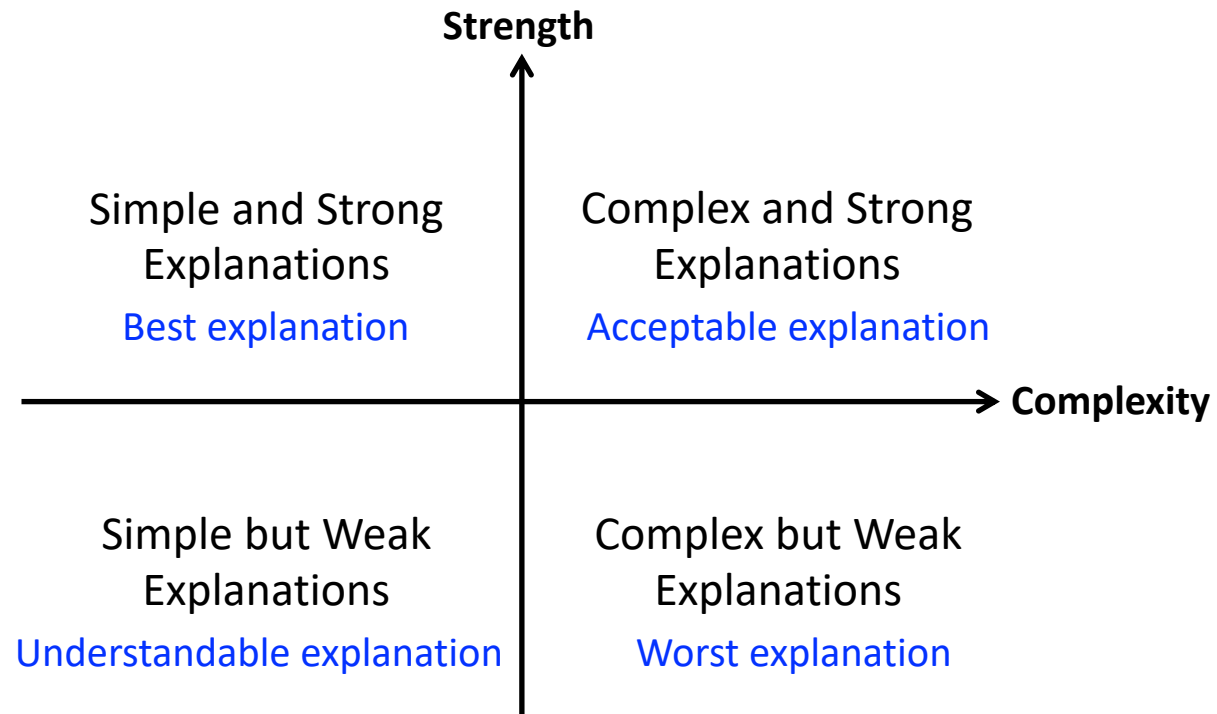 Strength
Simple and Strong
Explanations
Best explanation
Complex and Strong
Explanations
Acceptable explanation
Complexity
Simple but Weak
Explanations
Understandable explanation
Complex but Weak
Explanations
Worst explanation